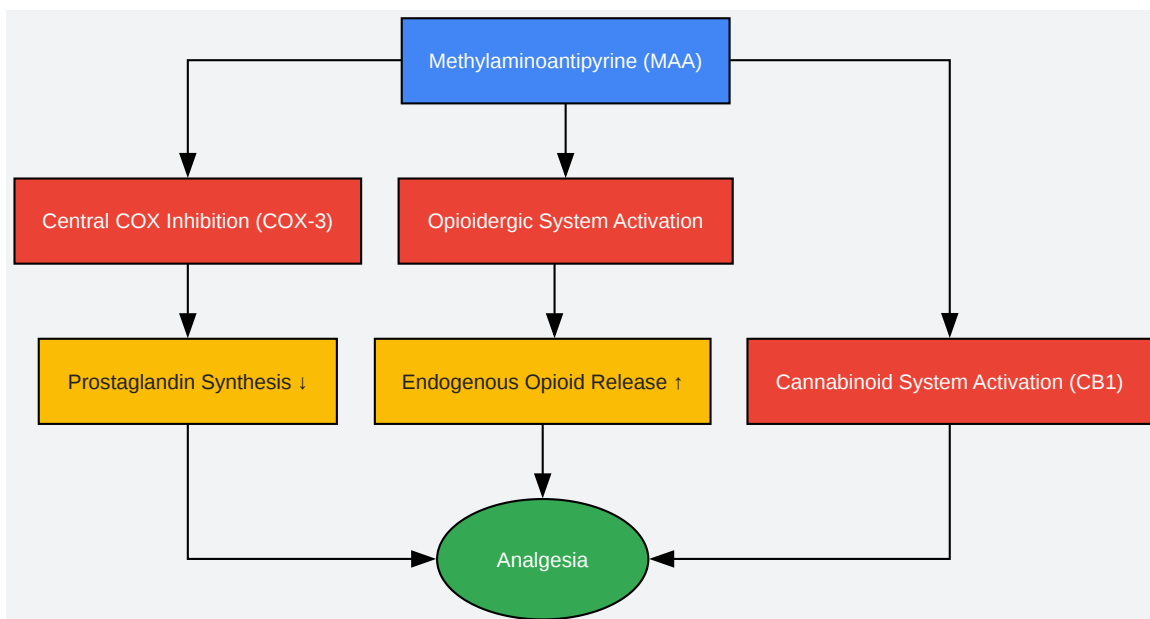 Methylaminoantipyrine (MAA)
Central COX Inhibition (COX-3)
Opioidergic System Activation
Prostaglandin Synthesis ↓
Endogenous Opioid Release ↑
Cannabinoid System Activation (CB1)
Analgesia